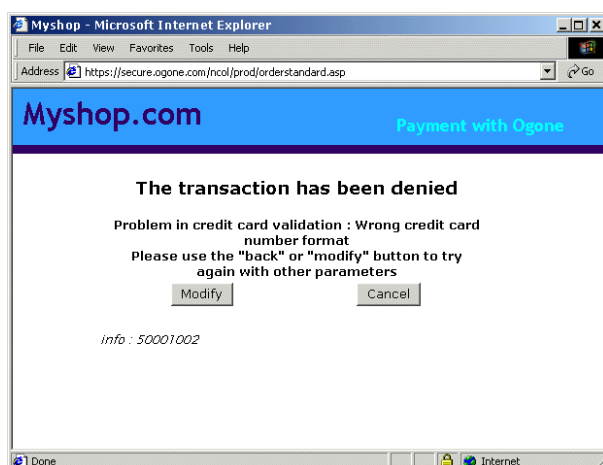 Myshop - Microsoft Internet Explorer
File Edit View Favorites Tools Help
Address https://secure.ogone.com/ncol/prod/orderstandard.asp Go
Myshop.com
Payment with Ogone
The transaction has been denied
Problem in credit card validation : Wrong credit card
number format
Please use the "back" or "modify" button to try
again with other parameters
Modify Cancel
info : 50001002
Done Internet